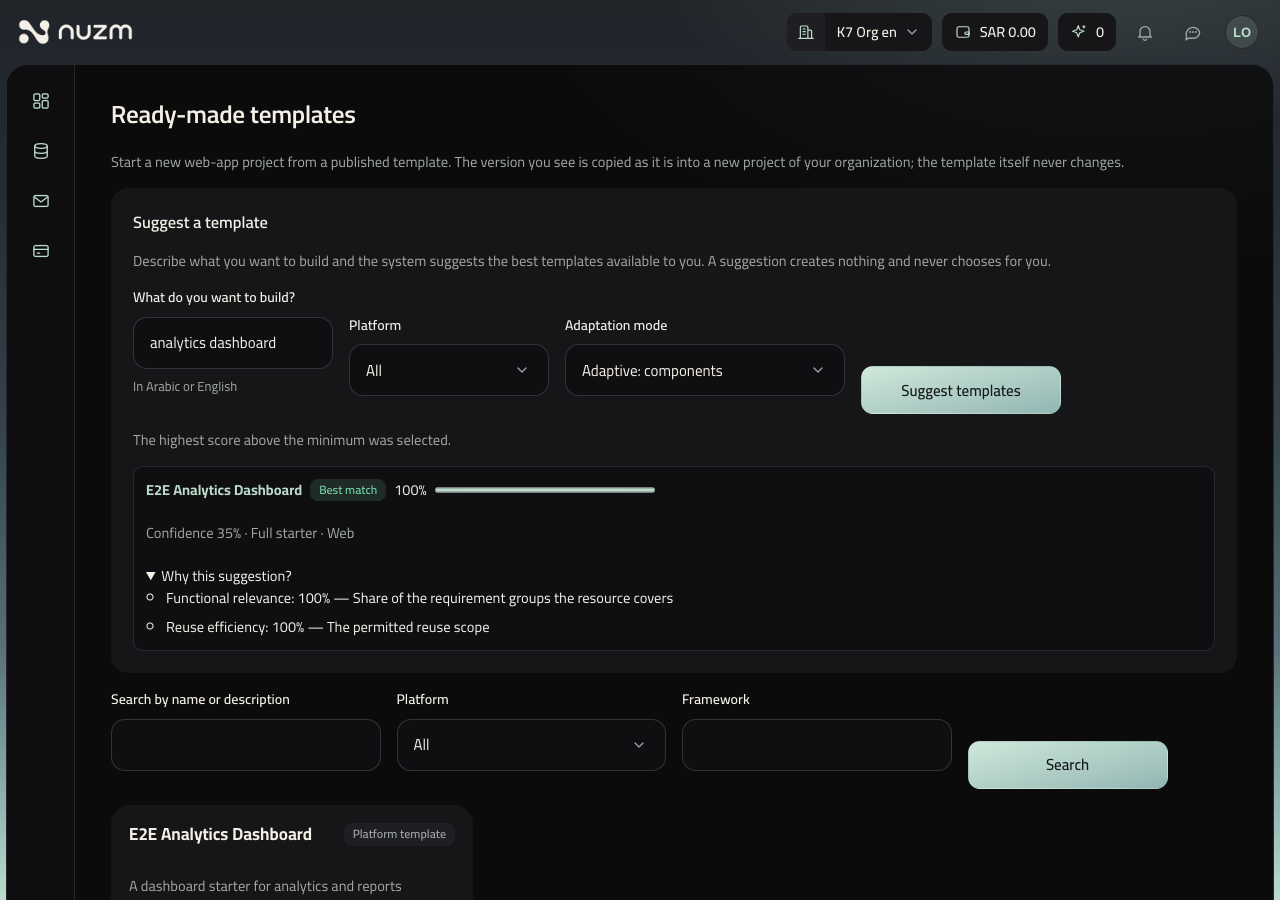 nuzm
K7 Org en
SAR 0.00
0
LO
Ready-made templates
Start a new web-app project from a published template. The version you see is copied as it is into a new project of your organization; the template itself never changes.
Suggest a template
Describe what you want to build and the system suggests the best templates available to you. A suggestion creates nothing and never chooses for you.
What do you want to build?
analytics dashboard
In Arabic or English
Platform
All
Adaptation mode
Adaptive: components
Suggest templates
The highest score above the minimum was selected.
E2E Analytics Dashboard Best match 100%
Confidence 35% · Full starter · Web
Why this suggestion?
Functional relevance: 100% — Share of the requirement groups the resource covers
Reuse efficiency: 100% — The permitted reuse scope
Search by name or description
Platform
All
Framework
Search
E2E Analytics Dashboard Platform template
A dashboard starter for analytics and reports